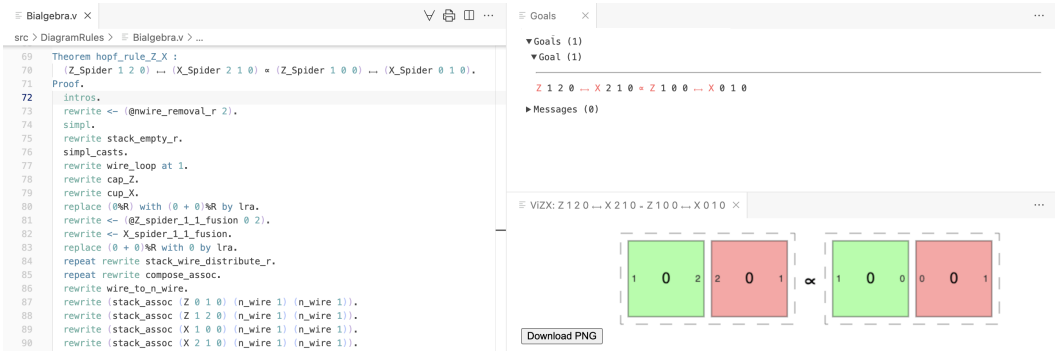 Bialgebra.v ×
src > DiagramRules > Bialgebra.v > ...
69 Theorem hopf_rule_Z_X :
70 (Z_Spider 1 2 0) ⟷ (X_Spider 2 1 0) ∝ (Z_Spider 1 0 0) ⟷ (X_Spider 0 1 0).
71 Proof.
72 intros.
73 rewrite <- (@nwire_removal_r 2).
74 simpl.
75 rewrite stack_empty_r.
76 simpl_casts.
77 rewrite wire_loop at 1.
78 rewrite cap_Z.
79 rewrite cup_X.
80 replace (0%R) with (0 + 0)%R by lra.
81 rewrite <- (@Z_spider_1_1_fusion 0 2).
82 rewrite <- X_spider_1_1_fusion.
83 replace (0 + 0)%R with 0 by lra.
84 repeat rewrite stack_wire_distribute_r.
85 repeat rewrite compose_assoc.
86 rewrite wire_to_n_wire.
87 rewrite (stack_assoc (Z 0 1 0) (n_wire 1) (n_wire 1)).
88 rewrite (stack_assoc (Z 1 2 0) (n_wire 1) (n_wire 1)).
89 rewrite (stack_assoc (X 1 0 0) (n_wire 1) (n_wire 1)).
90 rewrite (stack_assoc (X 2 1 0) (n_wire 1) (n_wire 1)).
Goals ×
Goals (1)
Goal (1)
Z 1 2 0 ⟷ X 2 1 0 ∝ Z 1 0 0 ⟷ X 0 1 0
Messages (0)
ViZX: Z 1 2 0 ⟷ X 2 1 0 ∝ Z 1 0 0 ⟷ X 0 1 0 ×
1 0 2 2 0 1 ∝ 1 0 0 0 0 1
Download PNG